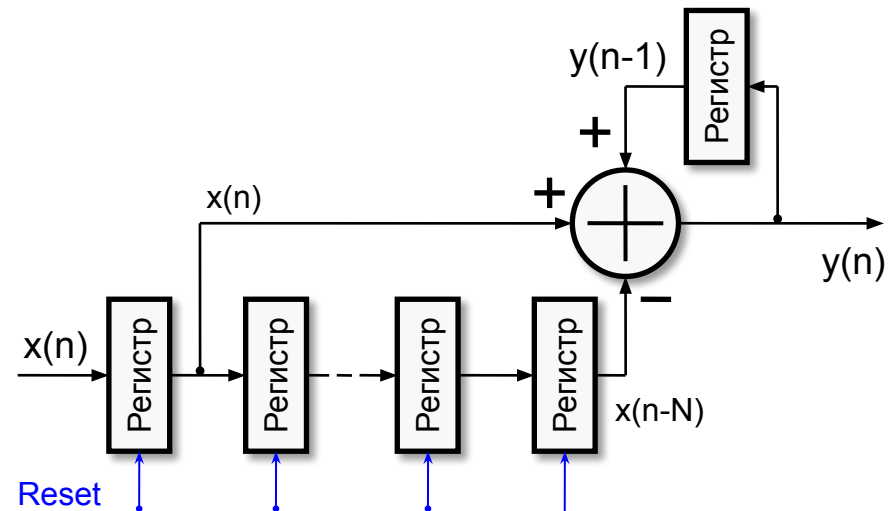 y(n-1)
Регистр
+
x(n)
+
y(n)
−
x(n)
Регистр
Регистр
Регистр
Регистр
x(n-N)
Reset